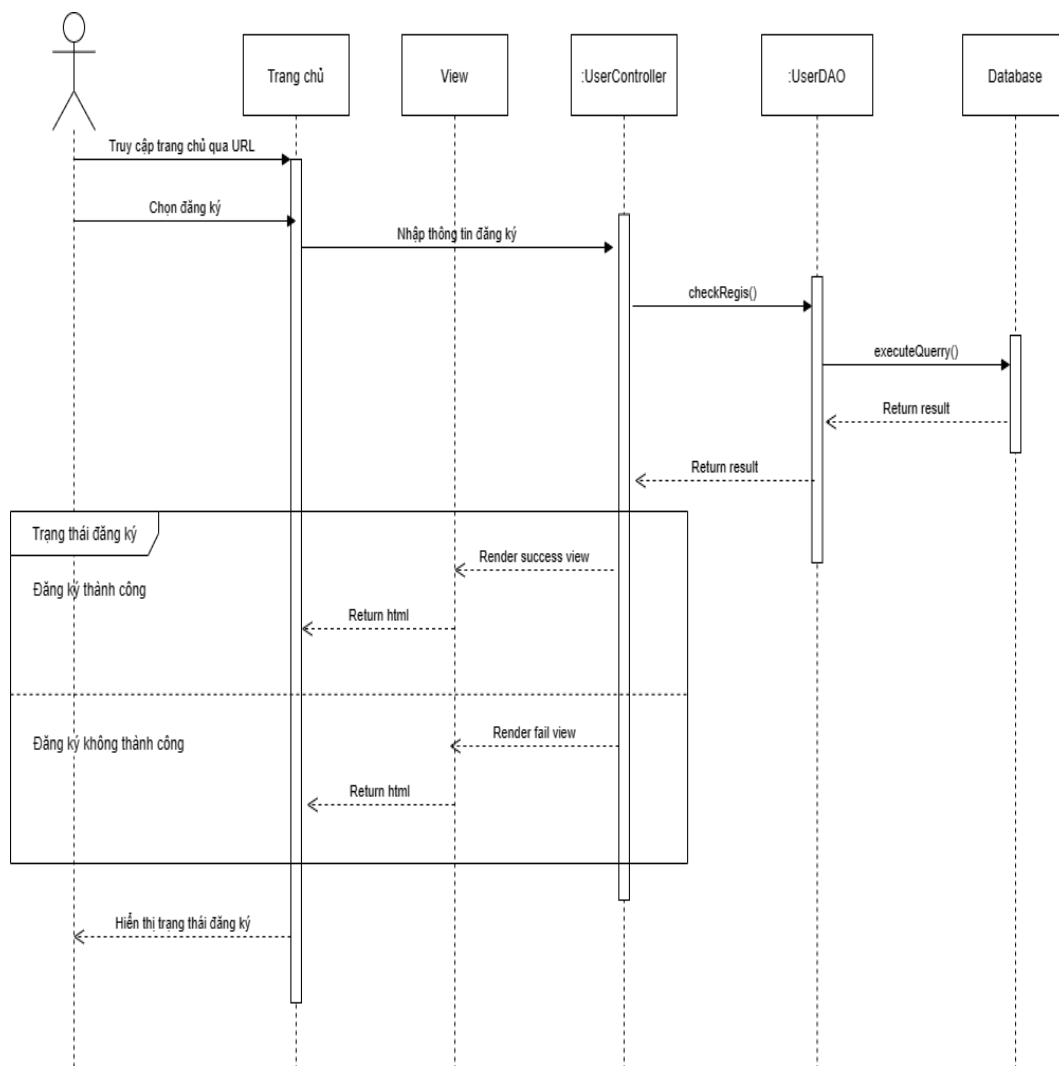 Trang chủ
View
:UserController
:UserDAO
Database
Truy cập trang chủ qua URL
Chọn đăng ký
Nhập thông tin đăng ký
checkRegis()
executeQuerry()
Return result
Return result
Trạng thái đăng ký
Render success view
Đăng ký thành công
Return html
Render fail view
Đăng ký không thành công
Return html
Hiển thị trạng thái đăng ký